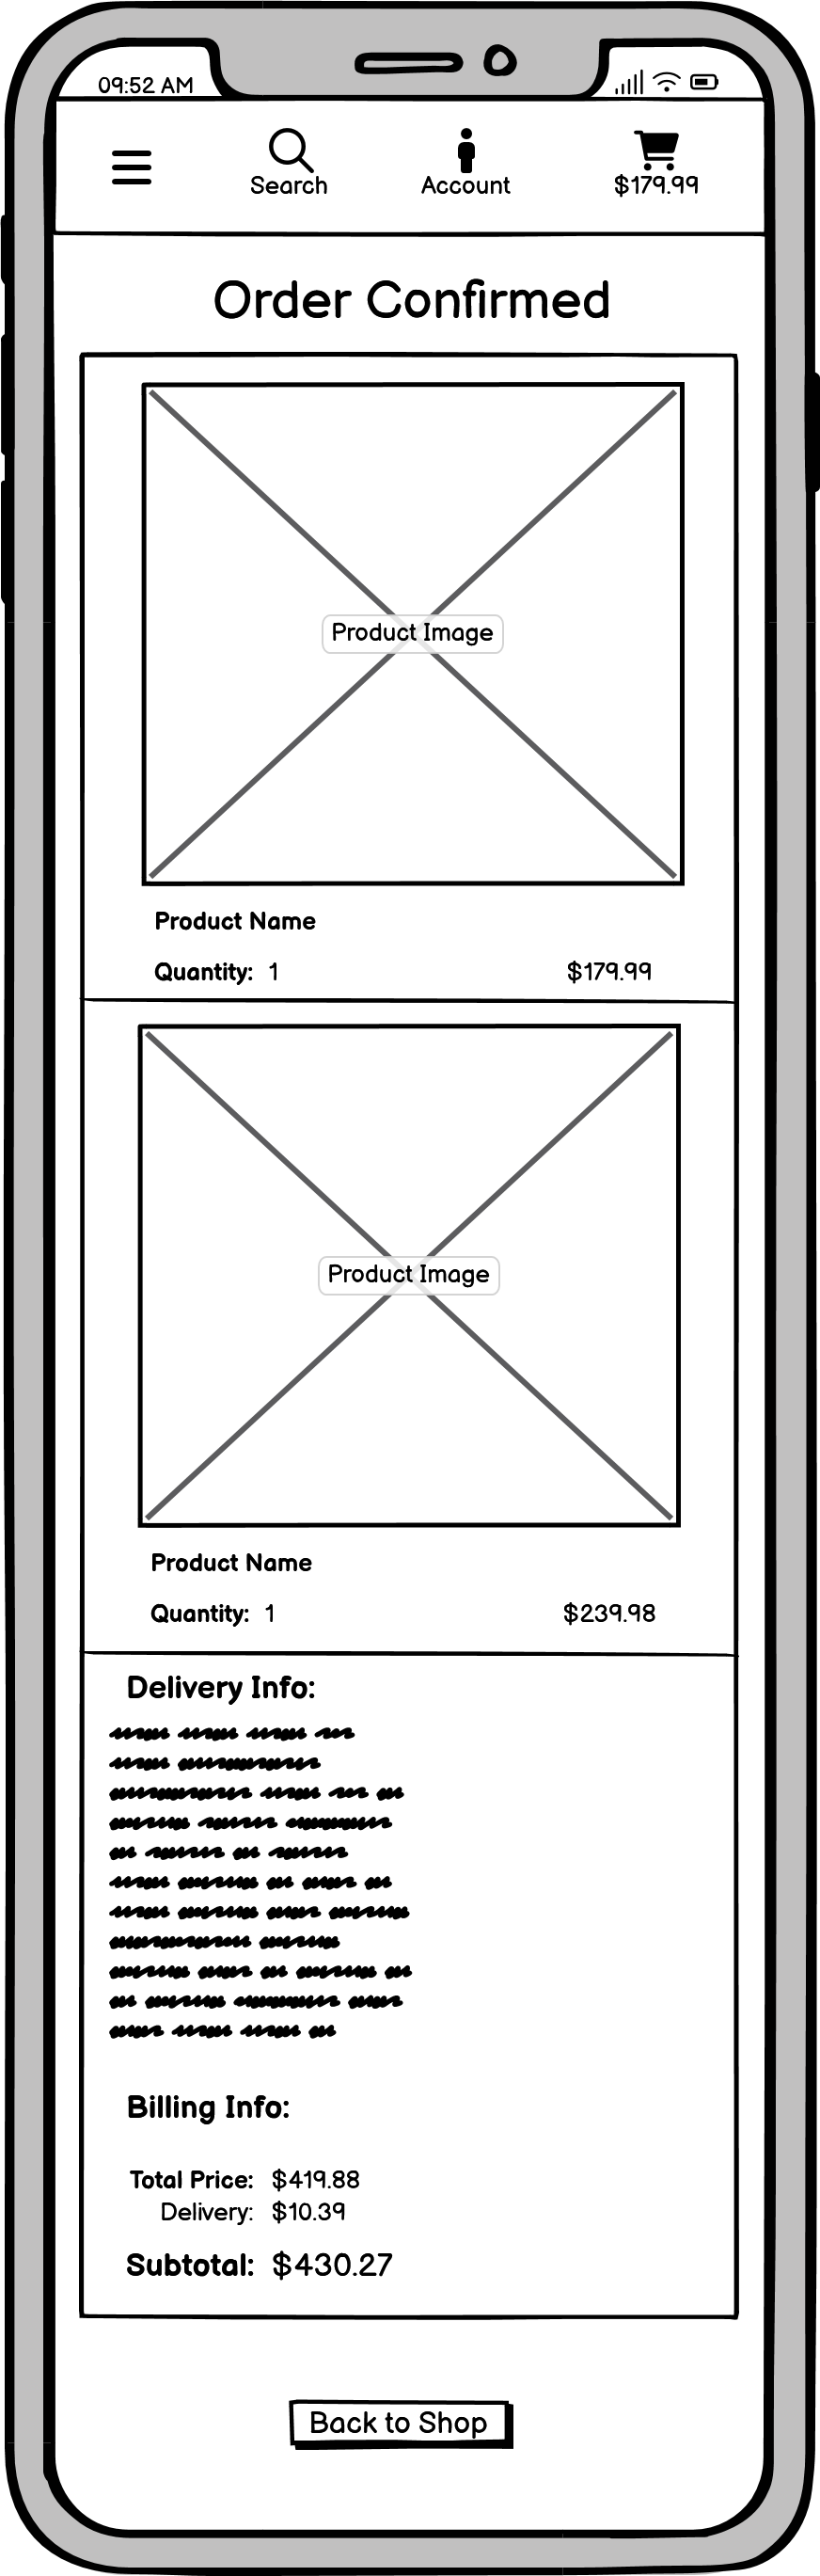 09:52 AM
Search Account $179.99
Order Confirmed
Product Image
Product Name
Quantity: 1 $179.99
Product Image
Product Name
Quantity: 1 $239.98
Delivery Info:
Billing Info:
Total Price: $419.88
Delivery: $10.39
Subtotal: $430.27
Back to Shop